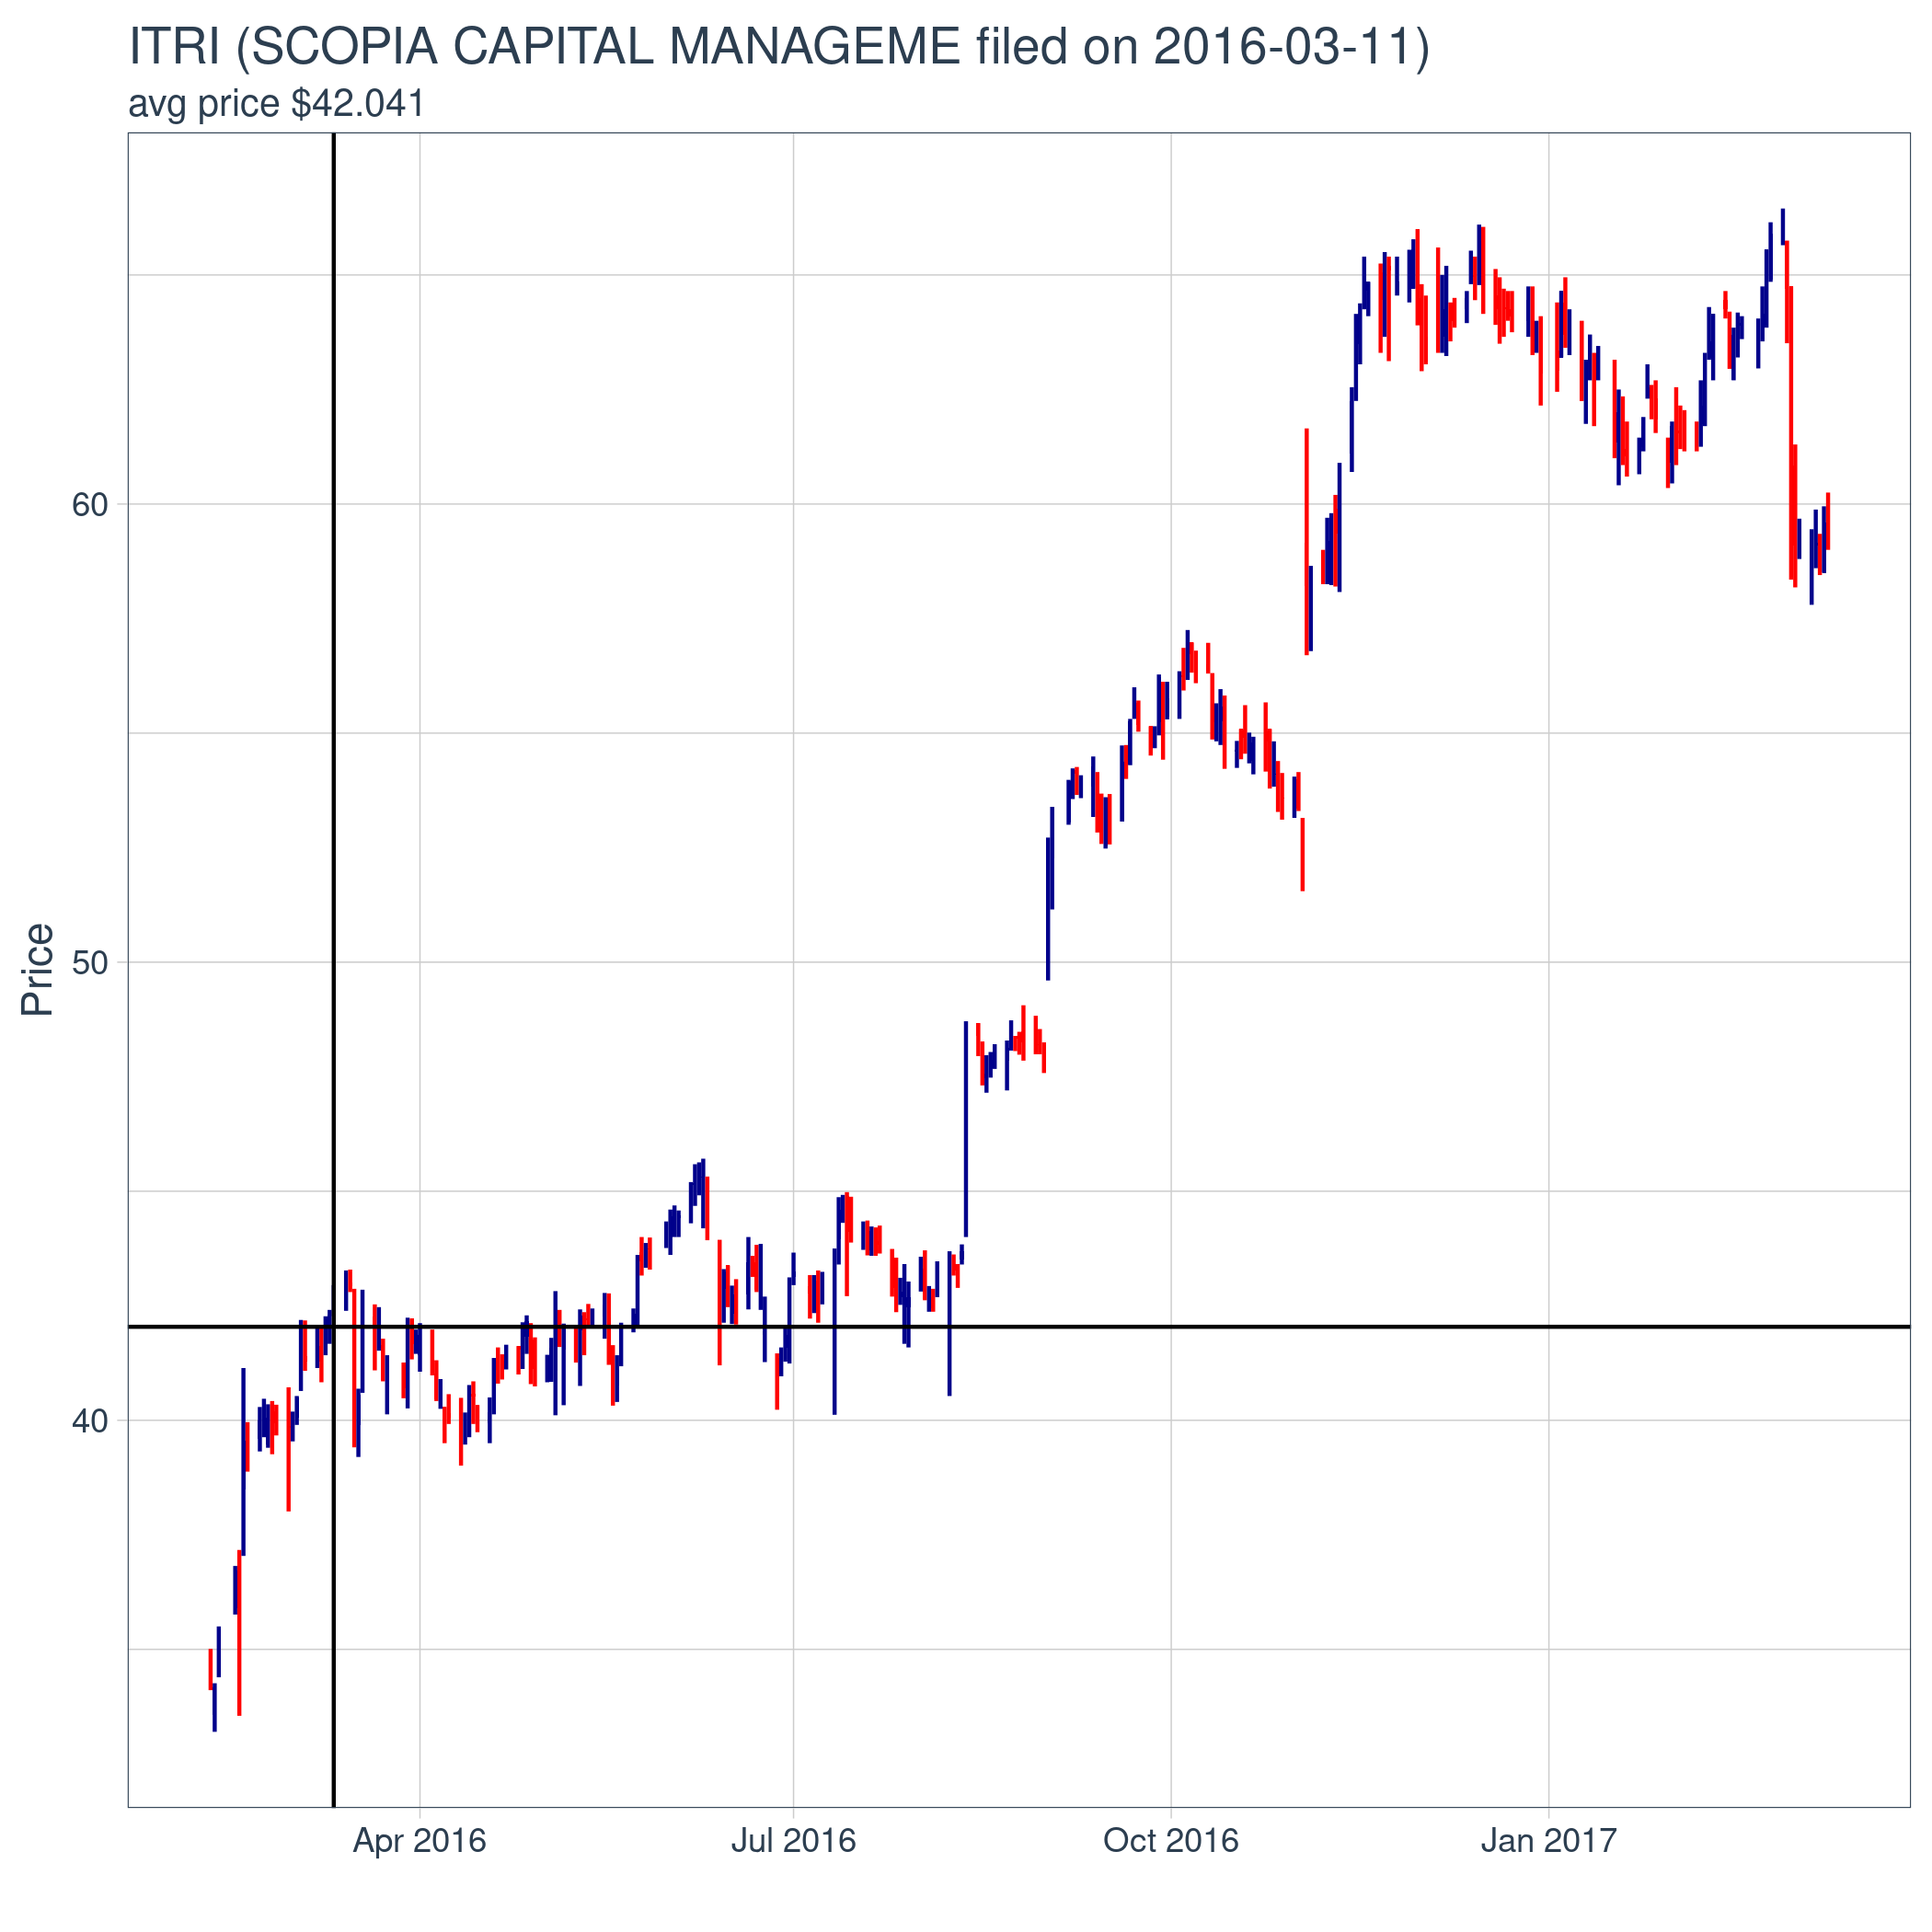 ITRI (SCOPIA CAPITAL MANAGEME filed on 2016-03-11)
avg price $42.041
Price
60
50
40
Apr 2016
Jul 2016
Oct 2016
Jan 2017